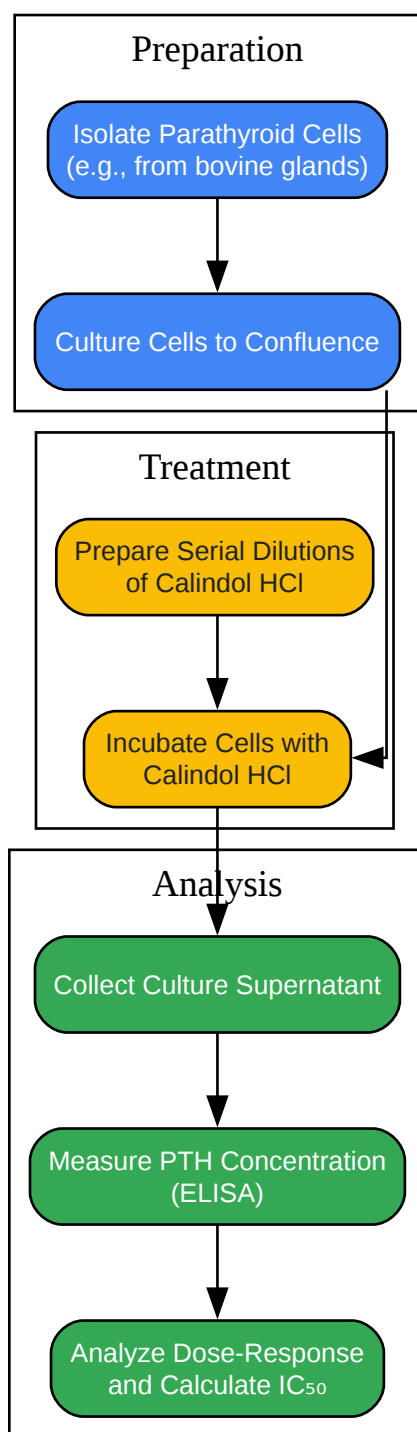 Preparation
Isolate Parathyroid Cells
(e.g., from bovine glands)
Culture Cells to Confluence
Treatment
Prepare Serial Dilutions
of Calindol HCl
Incubate Cells with
Calindol HCl
Analysis
Collect Culture Supernatant
Measure PTH Concentration
(ELISA)
Analyze Dose-Response
and Calculate IC₅₀